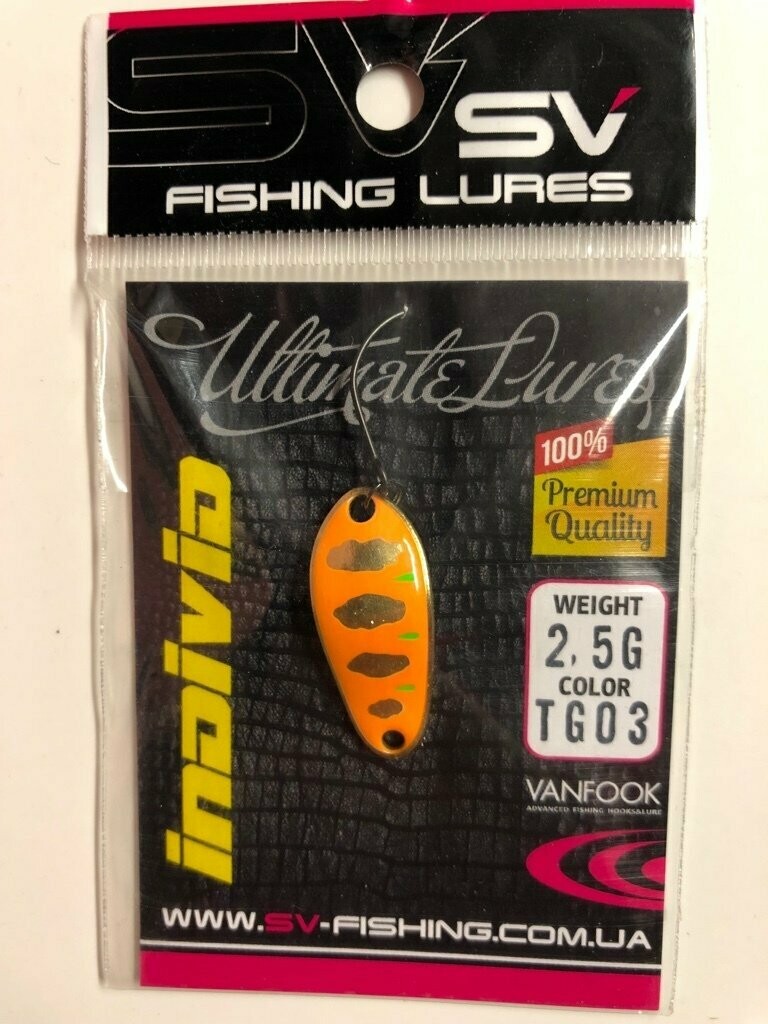 SV
SV
FISHING LURES
Ultimate Lures
100%
Premium
Quality
INDIVID
WEIGHT
2,5G
COLOR
TG03
VANFOOK
ADVANCED FISHING HOOKS&LURE
WWW.SV-FISHING.COM.UA